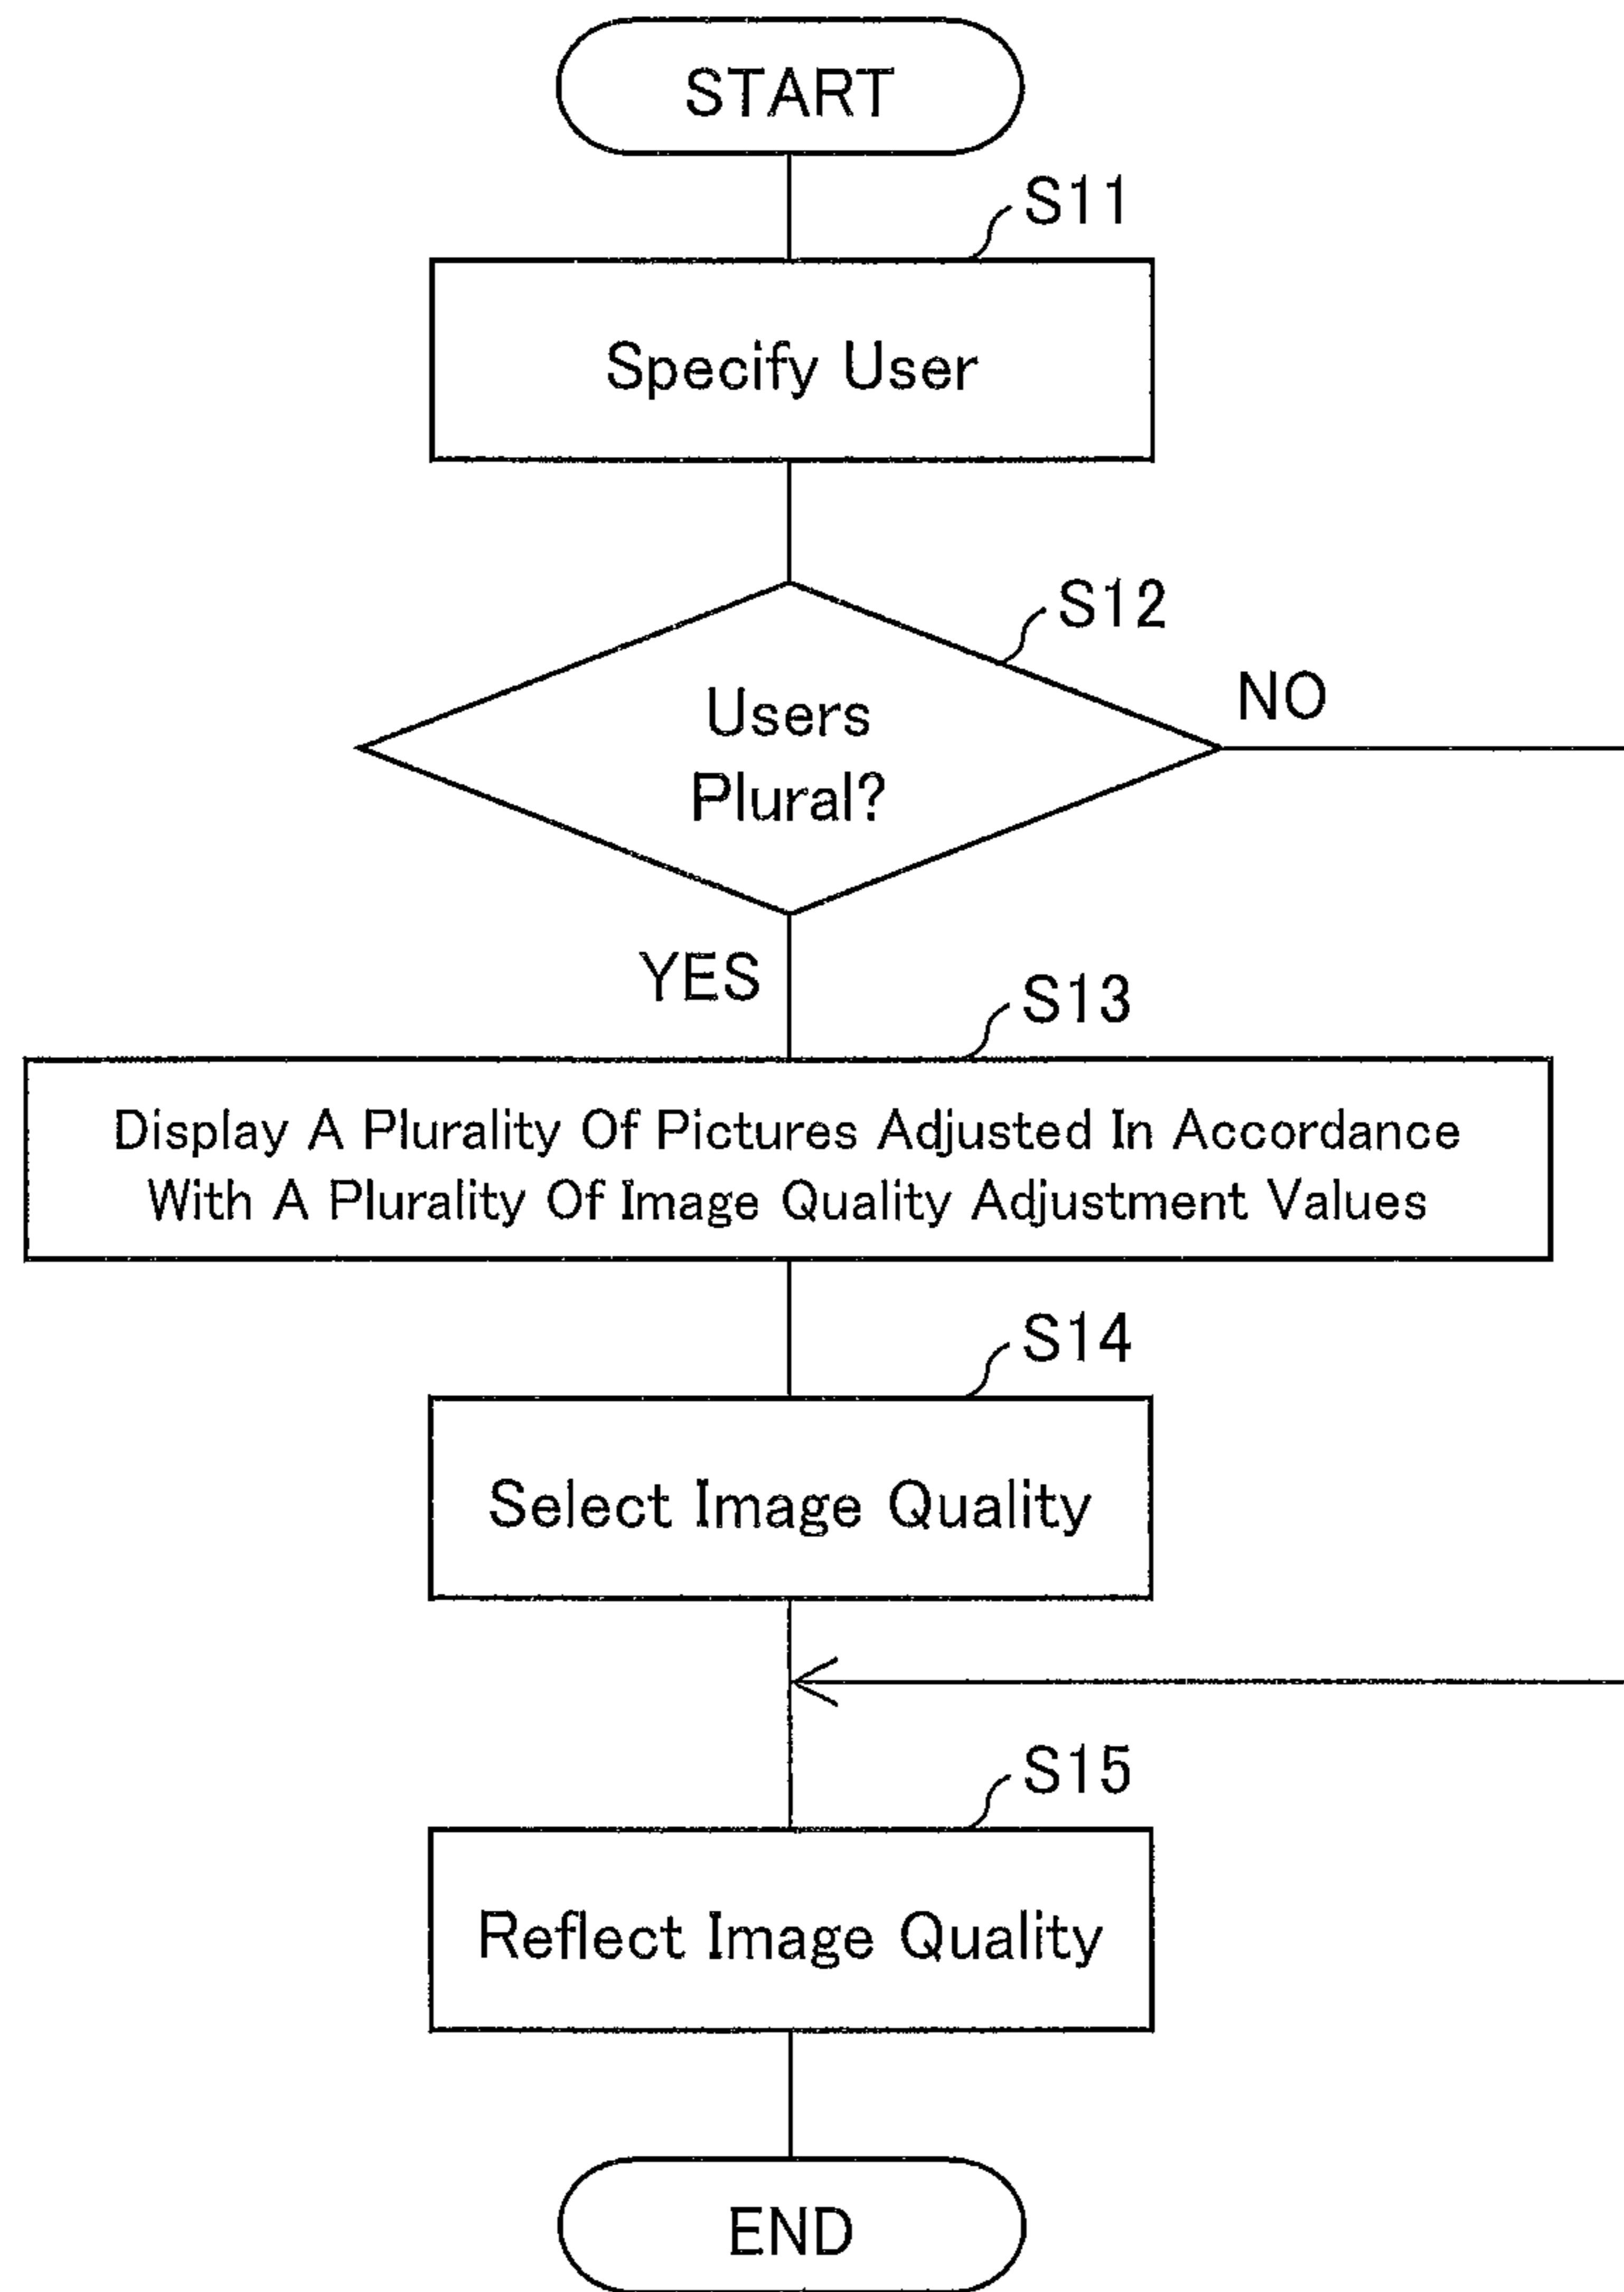 START
S11
Specify User
S12
Users
Plural?
NO
YES
S13
Display A Plurality Of Pictures Adjusted In Accordance
With A Plurality Of Image Quality Adjustment Values
S14
Select Image Quality
S15
Reflect Image Quality
END